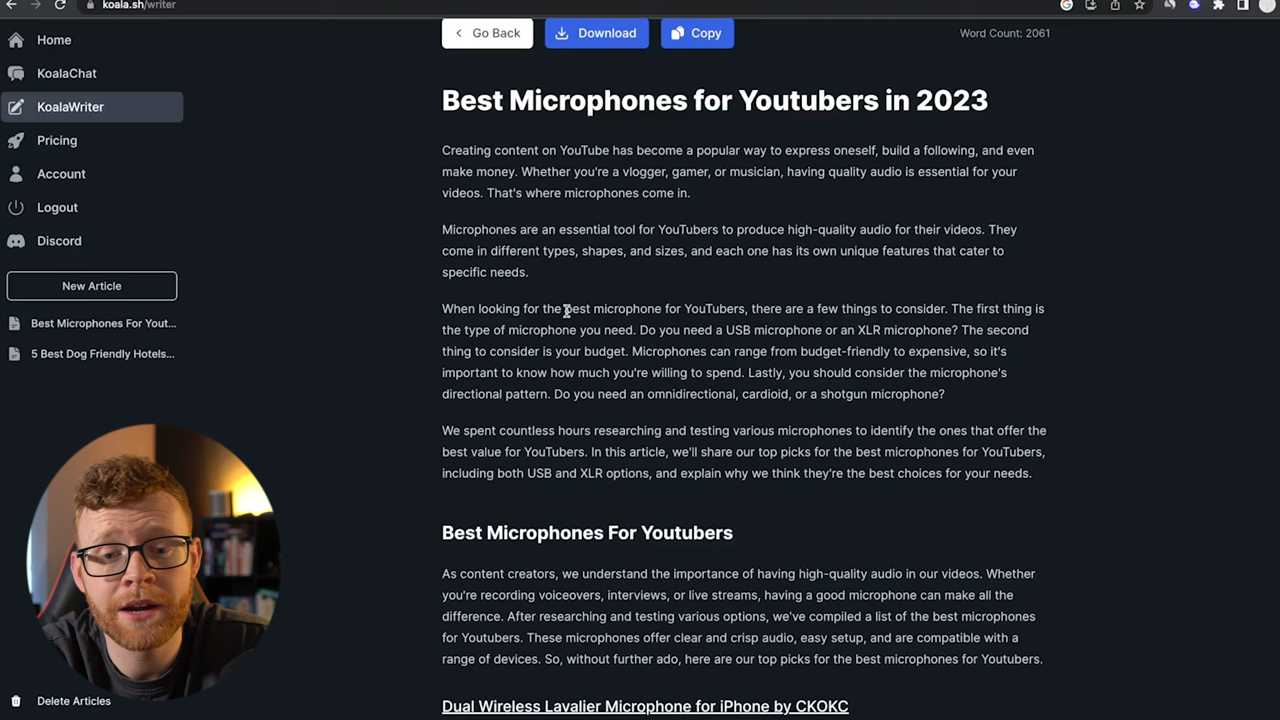 koala.sh/writer
Home
KoalaChat
KoalaWriter
Pricing
Account
Logout
Discord
New Article
Best Microphones For Yout...
5 Best Dog Friendly Hotels...
Delete Articles
Go Back
Download
Copy
Word Count: 2061
Best Microphones for Youtubers in 2023
Creating content on YouTube has become a popular way to express oneself, build a following, and even
make money. Whether you're a vlogger, gamer, or musician, having quality audio is essential for your
videos. That's where microphones come in.
Microphones are an essential tool for YouTubers to produce high-quality audio for their videos. They
come in different types, shapes, and sizes, and each one has its own unique features that cater to
specific needs.
When looking for the best microphone for YouTubers, there are a few things to consider. The first thing is
the type of microphone you need. Do you need a USB microphone or an XLR microphone? The second
thing to consider is your budget. Microphones can range from budget-friendly to expensive, so it's
important to know how much you're willing to spend. Lastly, you should consider the microphone's
directional pattern. Do you need an omnidirectional, cardioid, or a shotgun microphone?
We spent countless hours researching and testing various microphones to identify the ones that offer the
best value for YouTubers. In this article, we'll share our top picks for the best microphones for YouTubers,
including both USB and XLR options, and explain why we think they're the best choices for your needs.
Best Microphones For Youtubers
As content creators, we understand the importance of having high-quality audio in our videos. Whether
you're recording voiceovers, interviews, or live streams, having a good microphone can make all the
difference. After researching and testing various options, we've compiled a list of the best microphones
for Youtubers. These microphones offer clear and crisp audio, easy setup, and are compatible with a
range of devices. So, without further ado, here are our top picks for the best microphones for Youtubers.
Dual Wireless Lavalier Microphone for iPhone by CKOKC